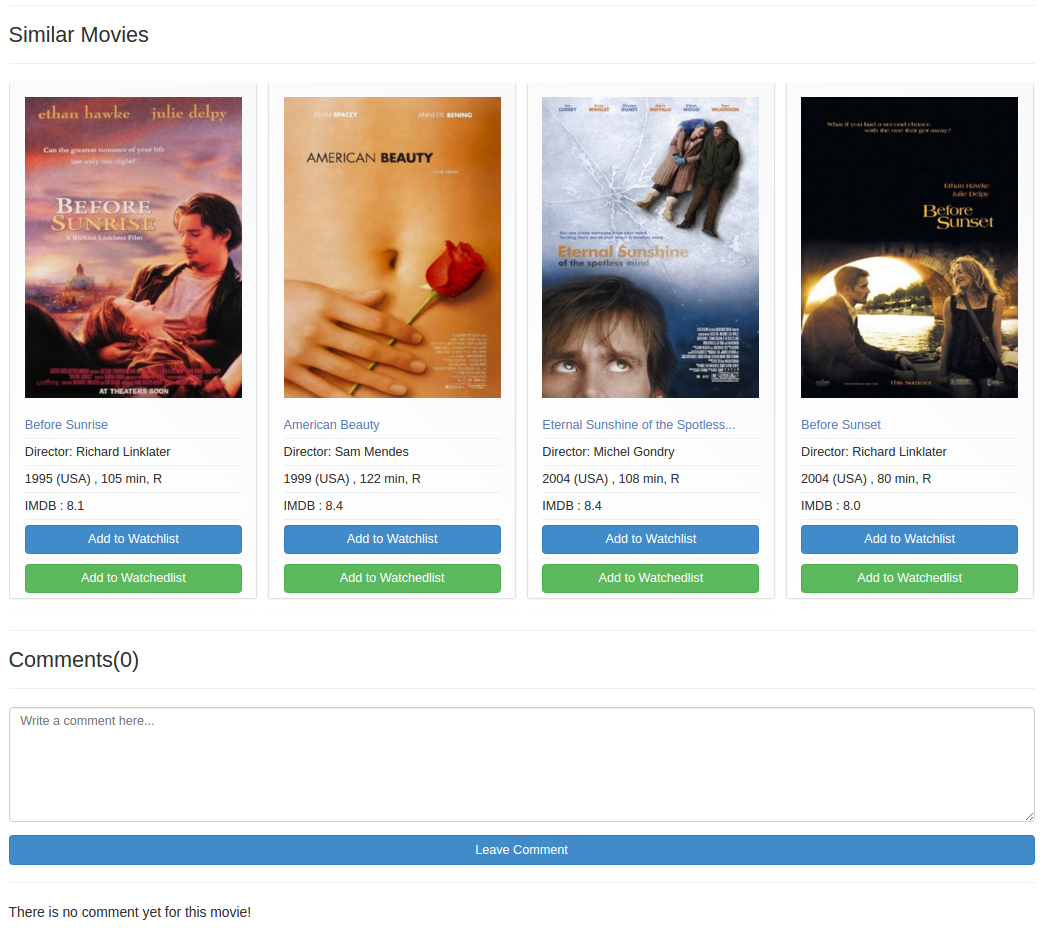 Similar Movies
ethan hawke julie delpy
Can the greatest romance of your life
last only one night?
BEFORE
SUNRISE
A Richard Linklater Film
AT THEATERS SOON
KEVIN SPACEY ANNETTE BENING
AMERICAN BEAUTY
...look closer
Jim CARREY Kate WINSLET Kirsten DUNST Mark RUFFALO Elijah WOOD Tom WILKINSON
Eternal Sunshine
of the spotless mind
What if you had a second chance
with the one that got away?
Ethan Hawke
Julie Delpy
Before
Sunset
This Summer
Before Sunrise
Director: Richard Linklater
1995 (USA) , 105 min, R
IMDB : 8.1
Add to Watchlist
Add to Watchedlist
American Beauty
Director: Sam Mendes
1999 (USA) , 122 min, R
IMDB : 8.4
Add to Watchlist
Add to Watchedlist
Eternal Sunshine of the Spotless...
Director: Michel Gondry
2004 (USA) , 108 min, R
IMDB : 8.4
Add to Watchlist
Add to Watchedlist
Before Sunset
Director: Richard Linklater
2004 (USA) , 80 min, R
IMDB : 8.0
Add to Watchlist
Add to Watchedlist
Comments(0)
Write a comment here...
Leave Comment
There is no comment yet for this movie!